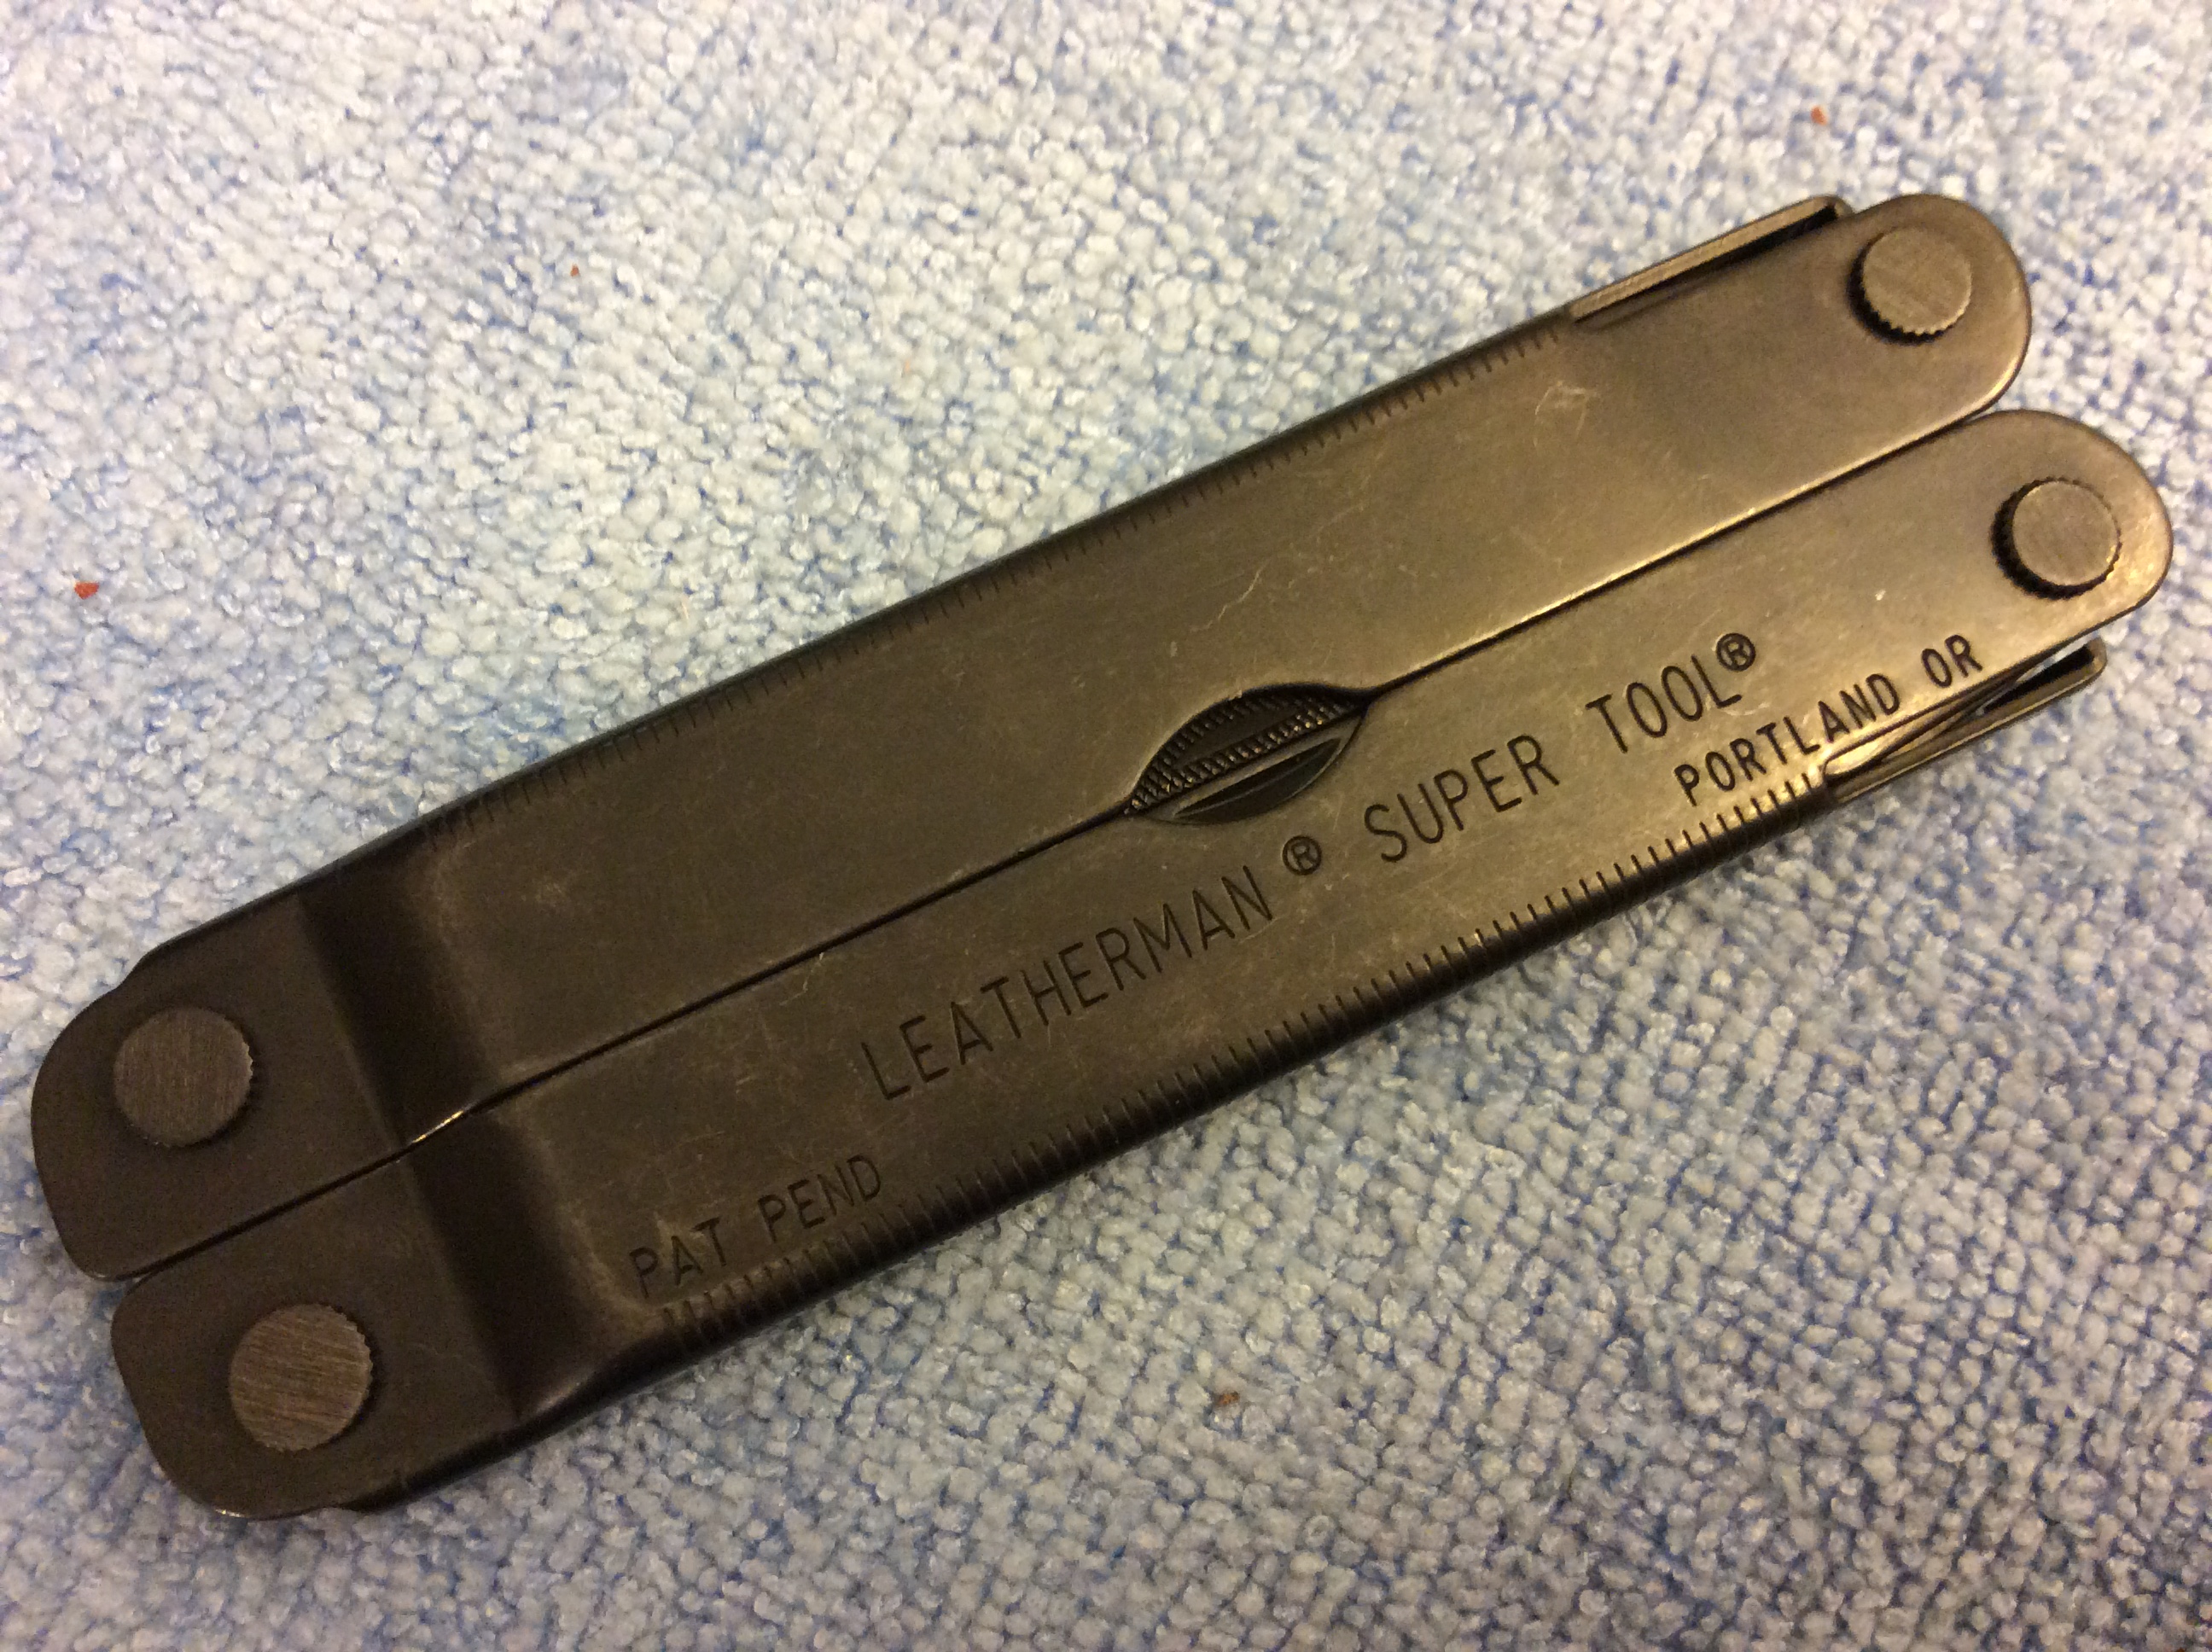 LEATHERMAN® SUPER TOOL®
PORTLAND OR
PAT PEND